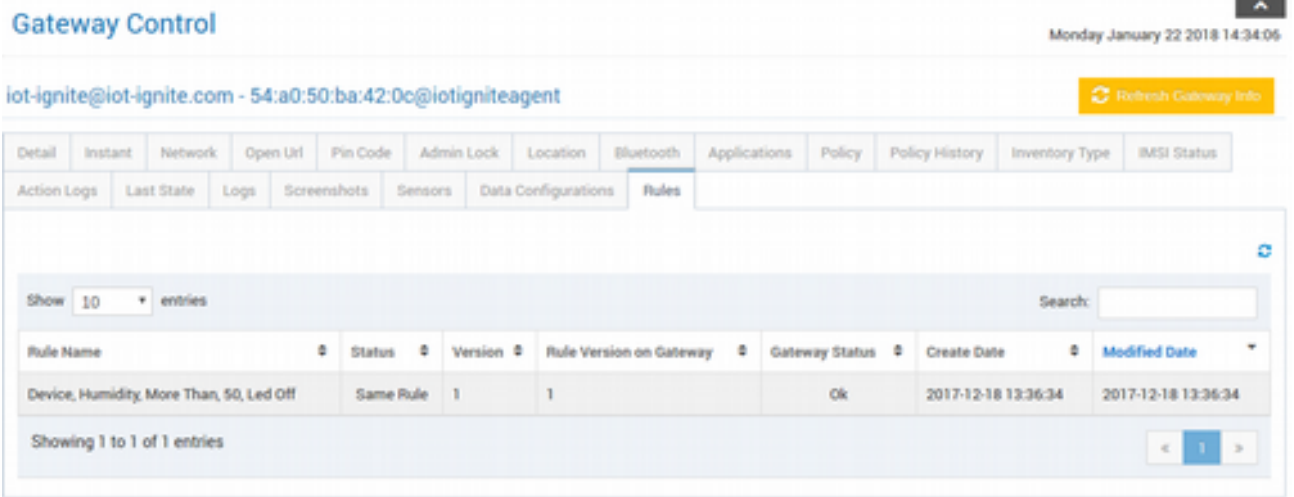 Gateway Control
Monday January 22 2018 14:34:06
iot-ignite@iot-ignite.com - 54:a0:50:ba:42:0c@iotigniteagent
Refresh Gateway Info
Detail Instant Network Open Url Pin Code Admin Lock Location Bluetooth Applications Policy Policy History Inventory Type IMSI Status
Action Logs Last State Logs Screenshots Sensors Data Configurations Rules
Show 10 entries Search:
Rule Name Status Version Rule Version on Gateway Gateway Status Create Date Modified Date
Device, Humidity, More Than, 50, Led Off Same Rule 1 1 Ok 2017-12-18 13:36:34 2017-12-18 13:36:34
Showing 1 to 1 of 1 entries « 1 »